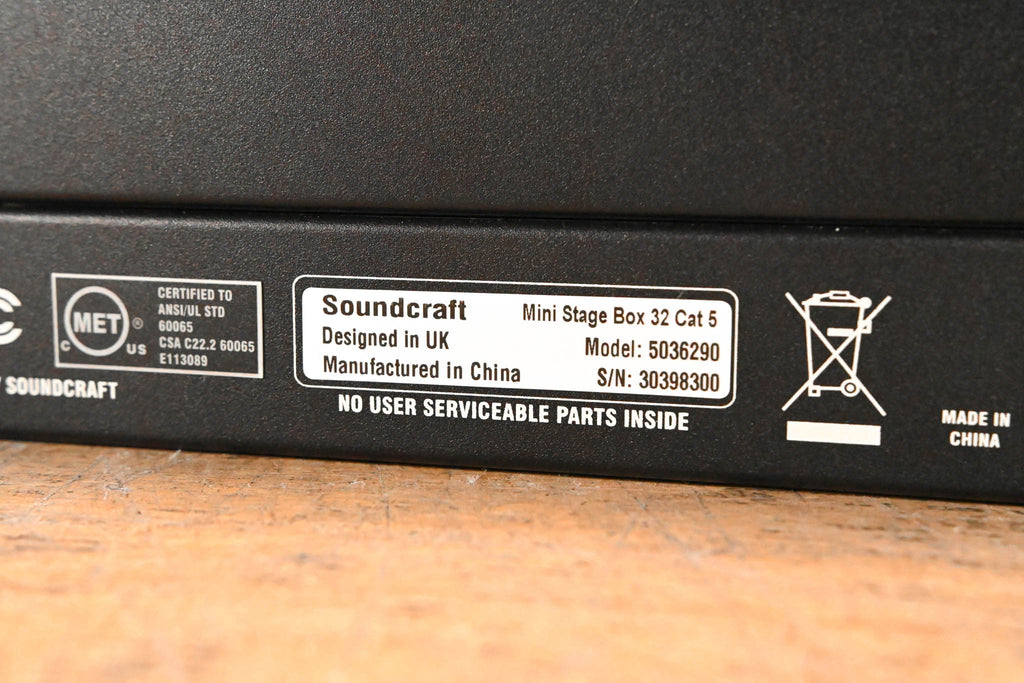 MET
®
C
US
CERTIFIED TO
ANSI/UL STD
60065
CSA C22.2 60065
E113089
SOUNDCRAFT
Soundcraft
Designed in UK
Manufactured in China
Mini Stage Box 32 Cat 5
Model: 5036290
S/N: 30398300
NO USER SERVICEABLE PARTS INSIDE
MADE IN
CHINA